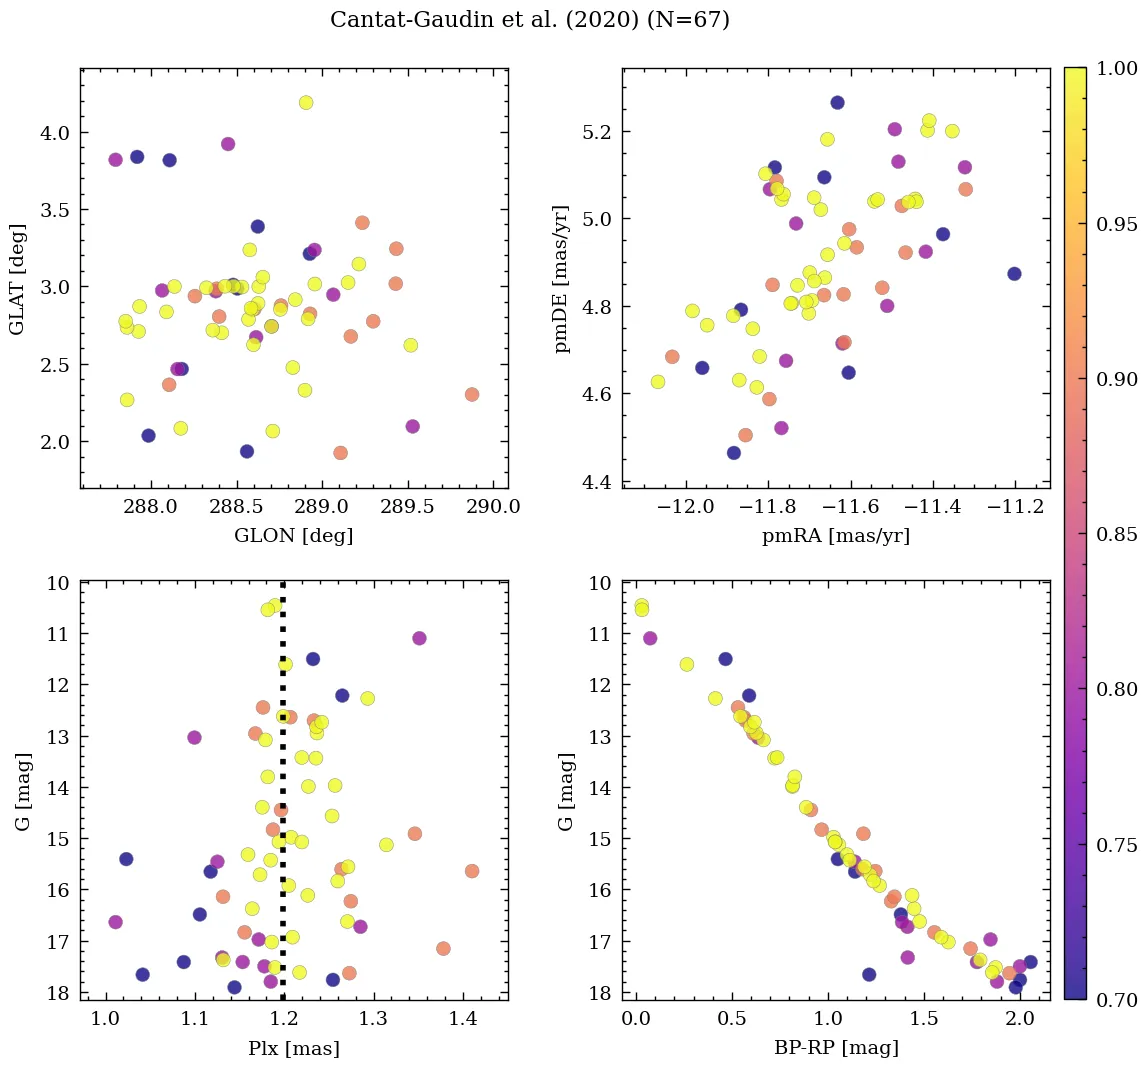 Cantat-Gaudin et al. (2020) (N=67)
4.0
3.5
3.0
2.5
2.0
GLAT [deg]
288.0 288.5 289.0 289.5 290.0
GLON [deg]
5.2
5.0
4.8
4.6
4.4
pmDE [mas/yr]
−12.0 −11.8 −11.6 −11.4 −11.2
pmRA [mas/yr]
10
11
12
13
14
15
16
17
18
G [mag]
1.0 1.1 1.2 1.3 1.4
Plx [mas]
10
11
12
13
14
15
16
17
18
G [mag]
0.0 0.5 1.0 1.5 2.0
BP-RP [mag]
1.00
0.95
0.90
0.85
0.80
0.75
0.70